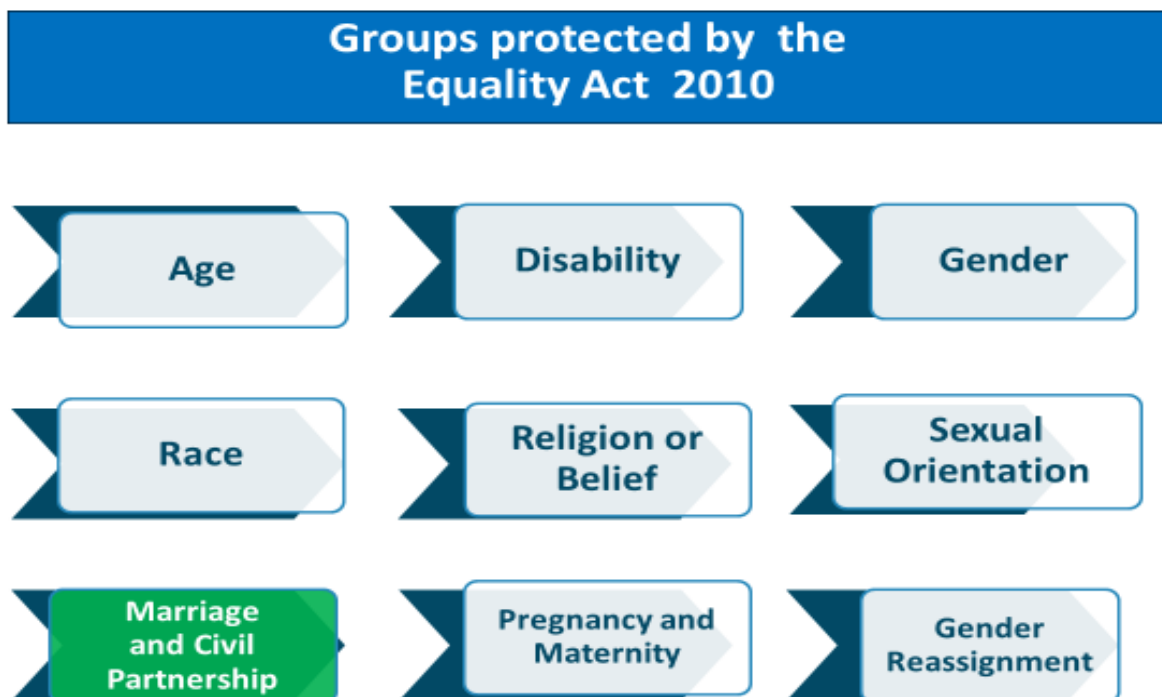 Groups protected by the
Equality Act 2010
Age
Disability
Gender
Race
Religion or
Belief
Sexual
Orientation
Marriage
and Civil
Partnership
Pregnancy and
Maternity
Gender
Reassignment